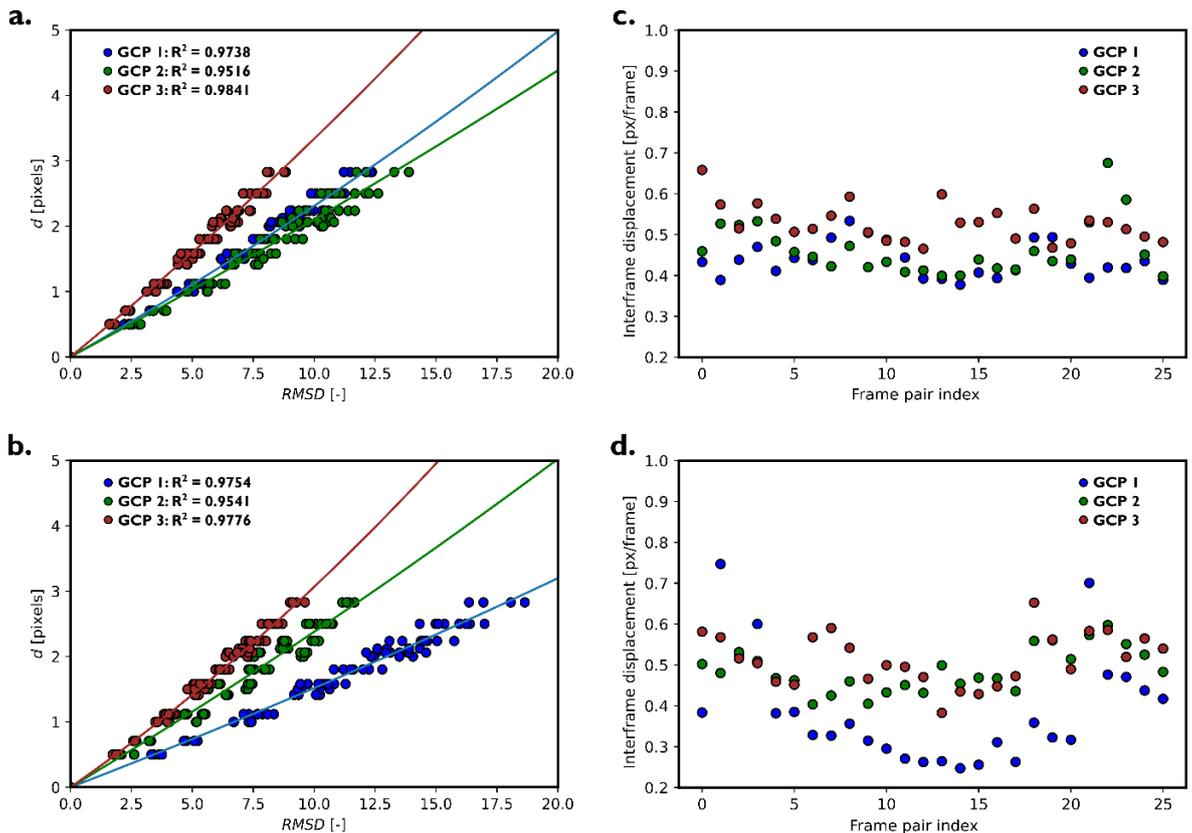 a.
5
4
3
2
1
0
d [pixels]
GCP 1: R² = 0.9738
GCP 2: R² = 0.9516
GCP 3: R² = 0.9841
0.0 2.5 5.0 7.5 10.0 12.5 15.0 17.5 20.0
RMSD [-]
c.
1.0
0.9
0.8
0.7
0.6
0.5
0.4
0.3
0.2
Interframe displacement [px/frame]
GCP 1
GCP 2
GCP 3
0 5 10 15 20 25
Frame pair index
b.
5
4
3
2
1
0
d [pixels]
GCP 1: R² = 0.9754
GCP 2: R² = 0.9541
GCP 3: R² = 0.9776
0.0 2.5 5.0 7.5 10.0 12.5 15.0 17.5 20.0
RMSD [-]
d.
1.0
0.9
0.8
0.7
0.6
0.5
0.4
0.3
0.2
Interframe displacement [px/frame]
GCP 1
GCP 2
GCP 3
0 5 10 15 20 25
Frame pair index